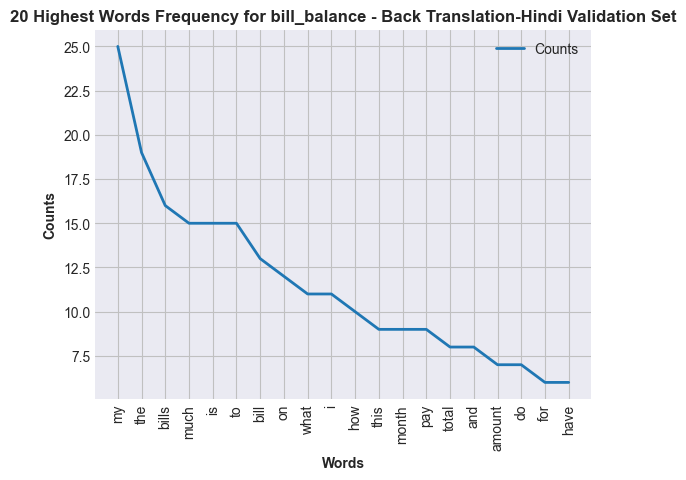 20 Highest Words Frequency for bill_balance - Back Translation-Hindi Validation Set
Counts
25.0
22.5
20.0
17.5
15.0
12.5
10.0
7.5
Counts
my
the
bills
much
is
to
bill
on
what
i
how
this
month
pay
total
and
amount
do
for
have
Words